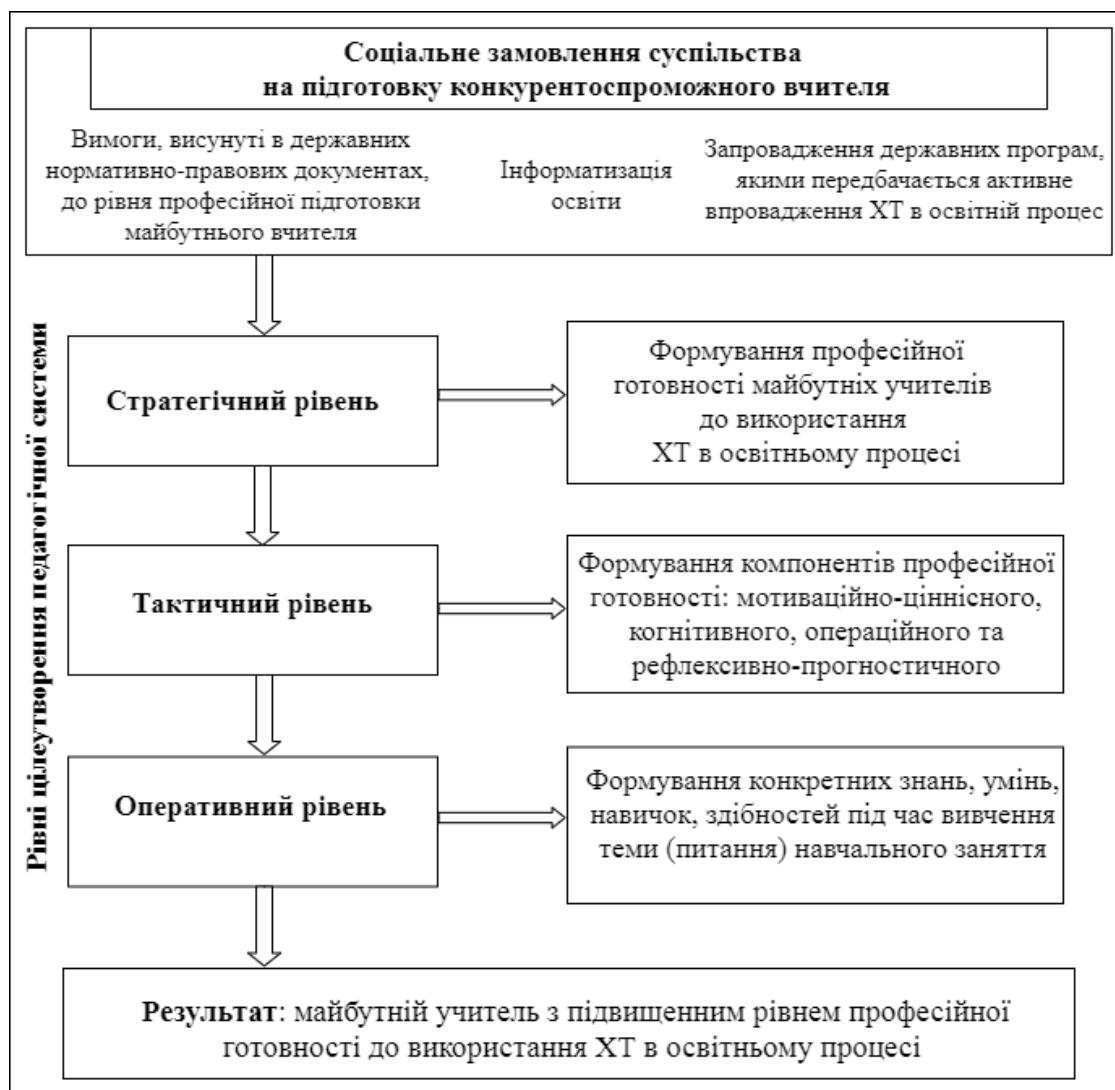 Соціальне замовлення суспільства
на підготовку конкурентоспроможного вчителя
Вимоги, висунуті в державних
нормативно-правових документах,
до рівня професійної підготовки
майбутнього вчителя
Інформатизація
освіти
Запровадження державних програм,
якими передбачається активне
впровадження ХТ в освітній процес
Рівні цілеутворення педагогічної системи
Стратегічний рівень
Формування професійної
готовності майбутніх учителів
до використання
ХТ в освітньому процесі
Тактичний рівень
Формування компонентів професійної
готовності: мотиваційно-ціннісного,
когнітивного, операційного та
рефлексивно-прогностичного
Оперативний рівень
Формування конкретних знань, умінь,
навичок, здібностей під час вивчення
теми (питання) навчального заняття
Результат: майбутній учитель з підвищенним рівнем професійної
готовності до використання ХТ в освітньому процесі